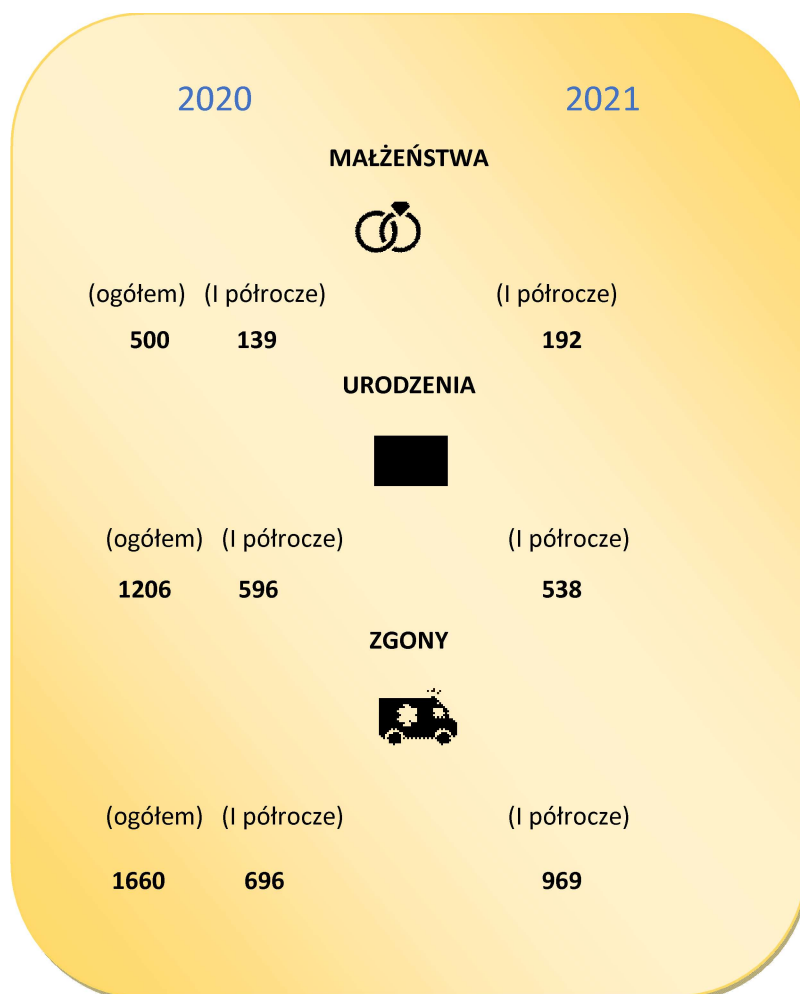 2020 2021
MAŁŻEŃSTWA
(ogółem) (I półrocze) (I półrocze)
500 139 192
URODZENIA
(ogółem) (I półrocze) (I półrocze)
1206 596 538
ZGONY
(ogółem) (I półrocze) (I półrocze)
1660 696 969